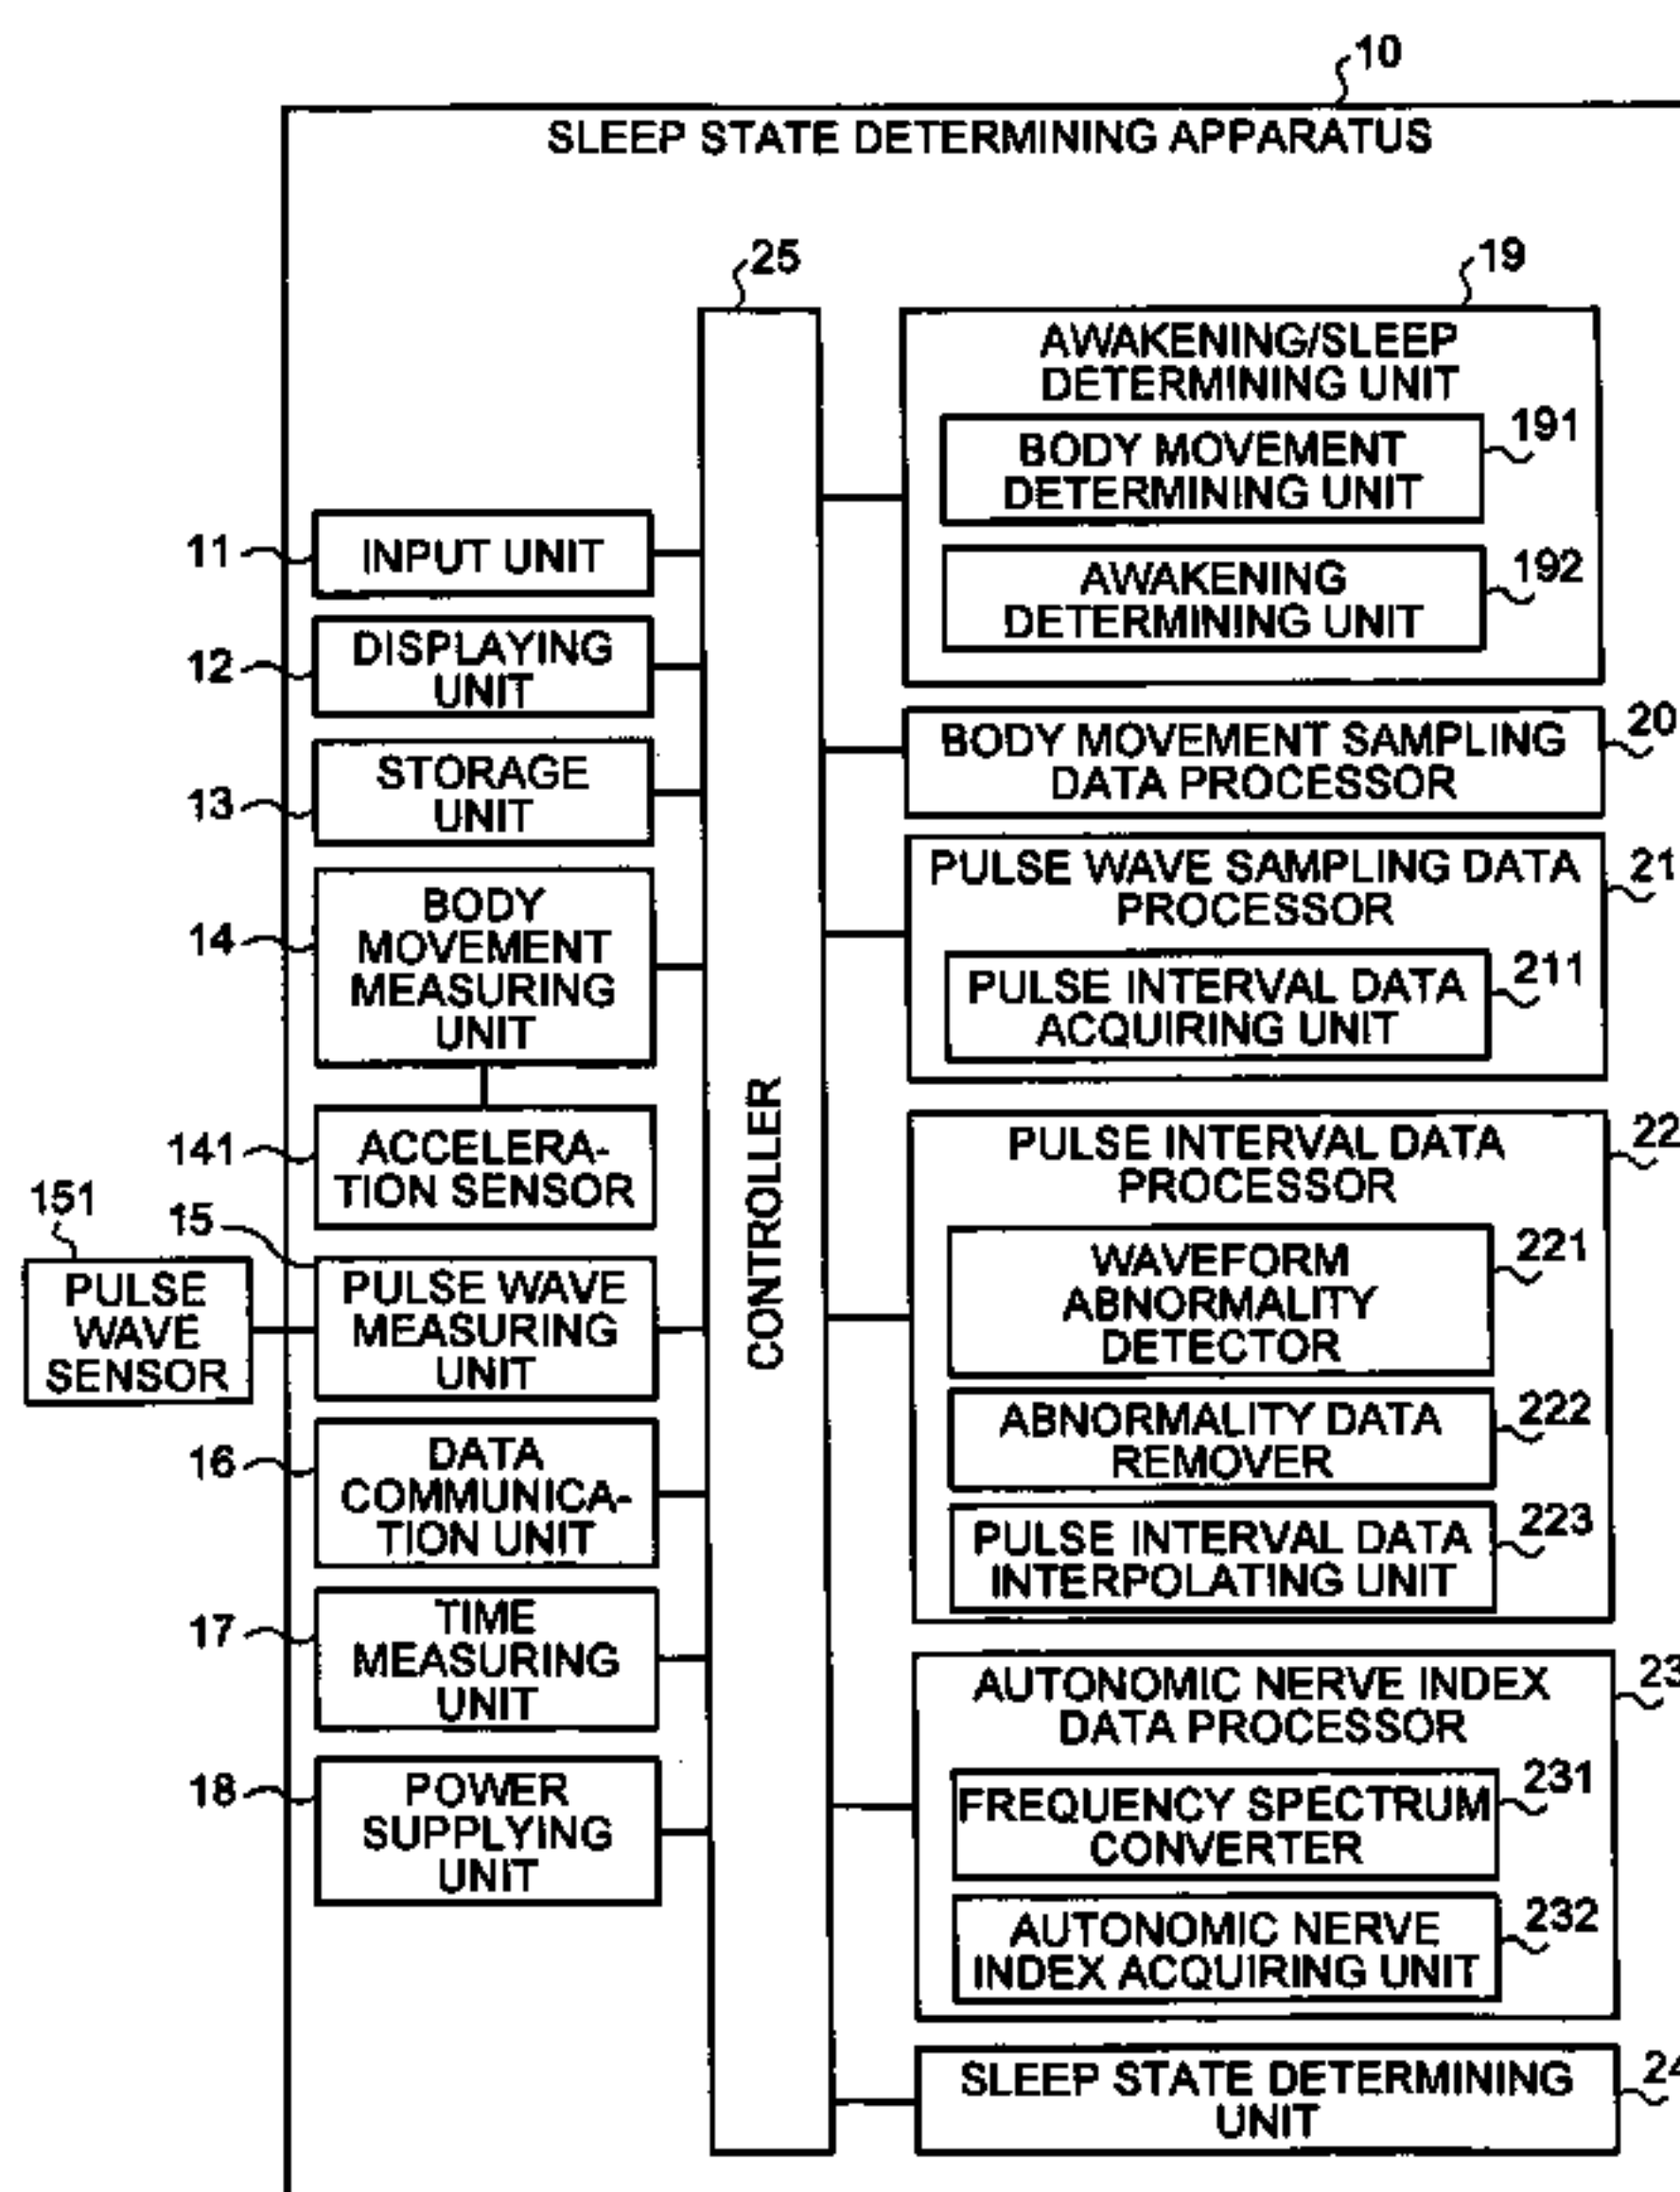 10
SLEEP STATE DETERMINING APPARATUS
25
19
AWAKENING/SLEEP
DETERMINING UNIT
191
BODY MOVEMENT
DETERMINING UNIT
192
AWAKENING
DETERMINING UNIT
11
INPUT UNIT
12
DISPLAYING
UNIT
13
STORAGE
UNIT
14
BODY
MOVEMENT
MEASURING
UNIT
141
ACCELERA-
TION SENSOR
151
PULSE
WAVE
SENSOR
15
PULSE WAVE
MEASURING
UNIT
16
DATA
COMMUNICA-
TION UNIT
17
TIME
MEASURING
UNIT
18
POWER
SUPPLYING
UNIT
CONTROLLER
20
BODY MOVEMENT SAMPLING
DATA PROCESSOR
21
PULSE WAVE SAMPLING DATA
PROCESSOR
211
PULSE INTERVAL DATA
ACQUIRING UNIT
22
PULSE INTERVAL DATA
PROCESSOR
221
WAVEFORM
ABNORMALITY
DETECTOR
222
ABNORMALITY DATA
REMOVER
223
PULSE INTERVAL DATA
INTERPOLATING UNIT
23
AUTONOMIC NERVE INDEX
DATA PROCESSOR
231
FREQUENCY SPECTRUM
CONVERTER
232
AUTONOMIC NERVE
INDEX ACQUIRING UNIT
24
SLEEP STATE DETERMINING
UNIT